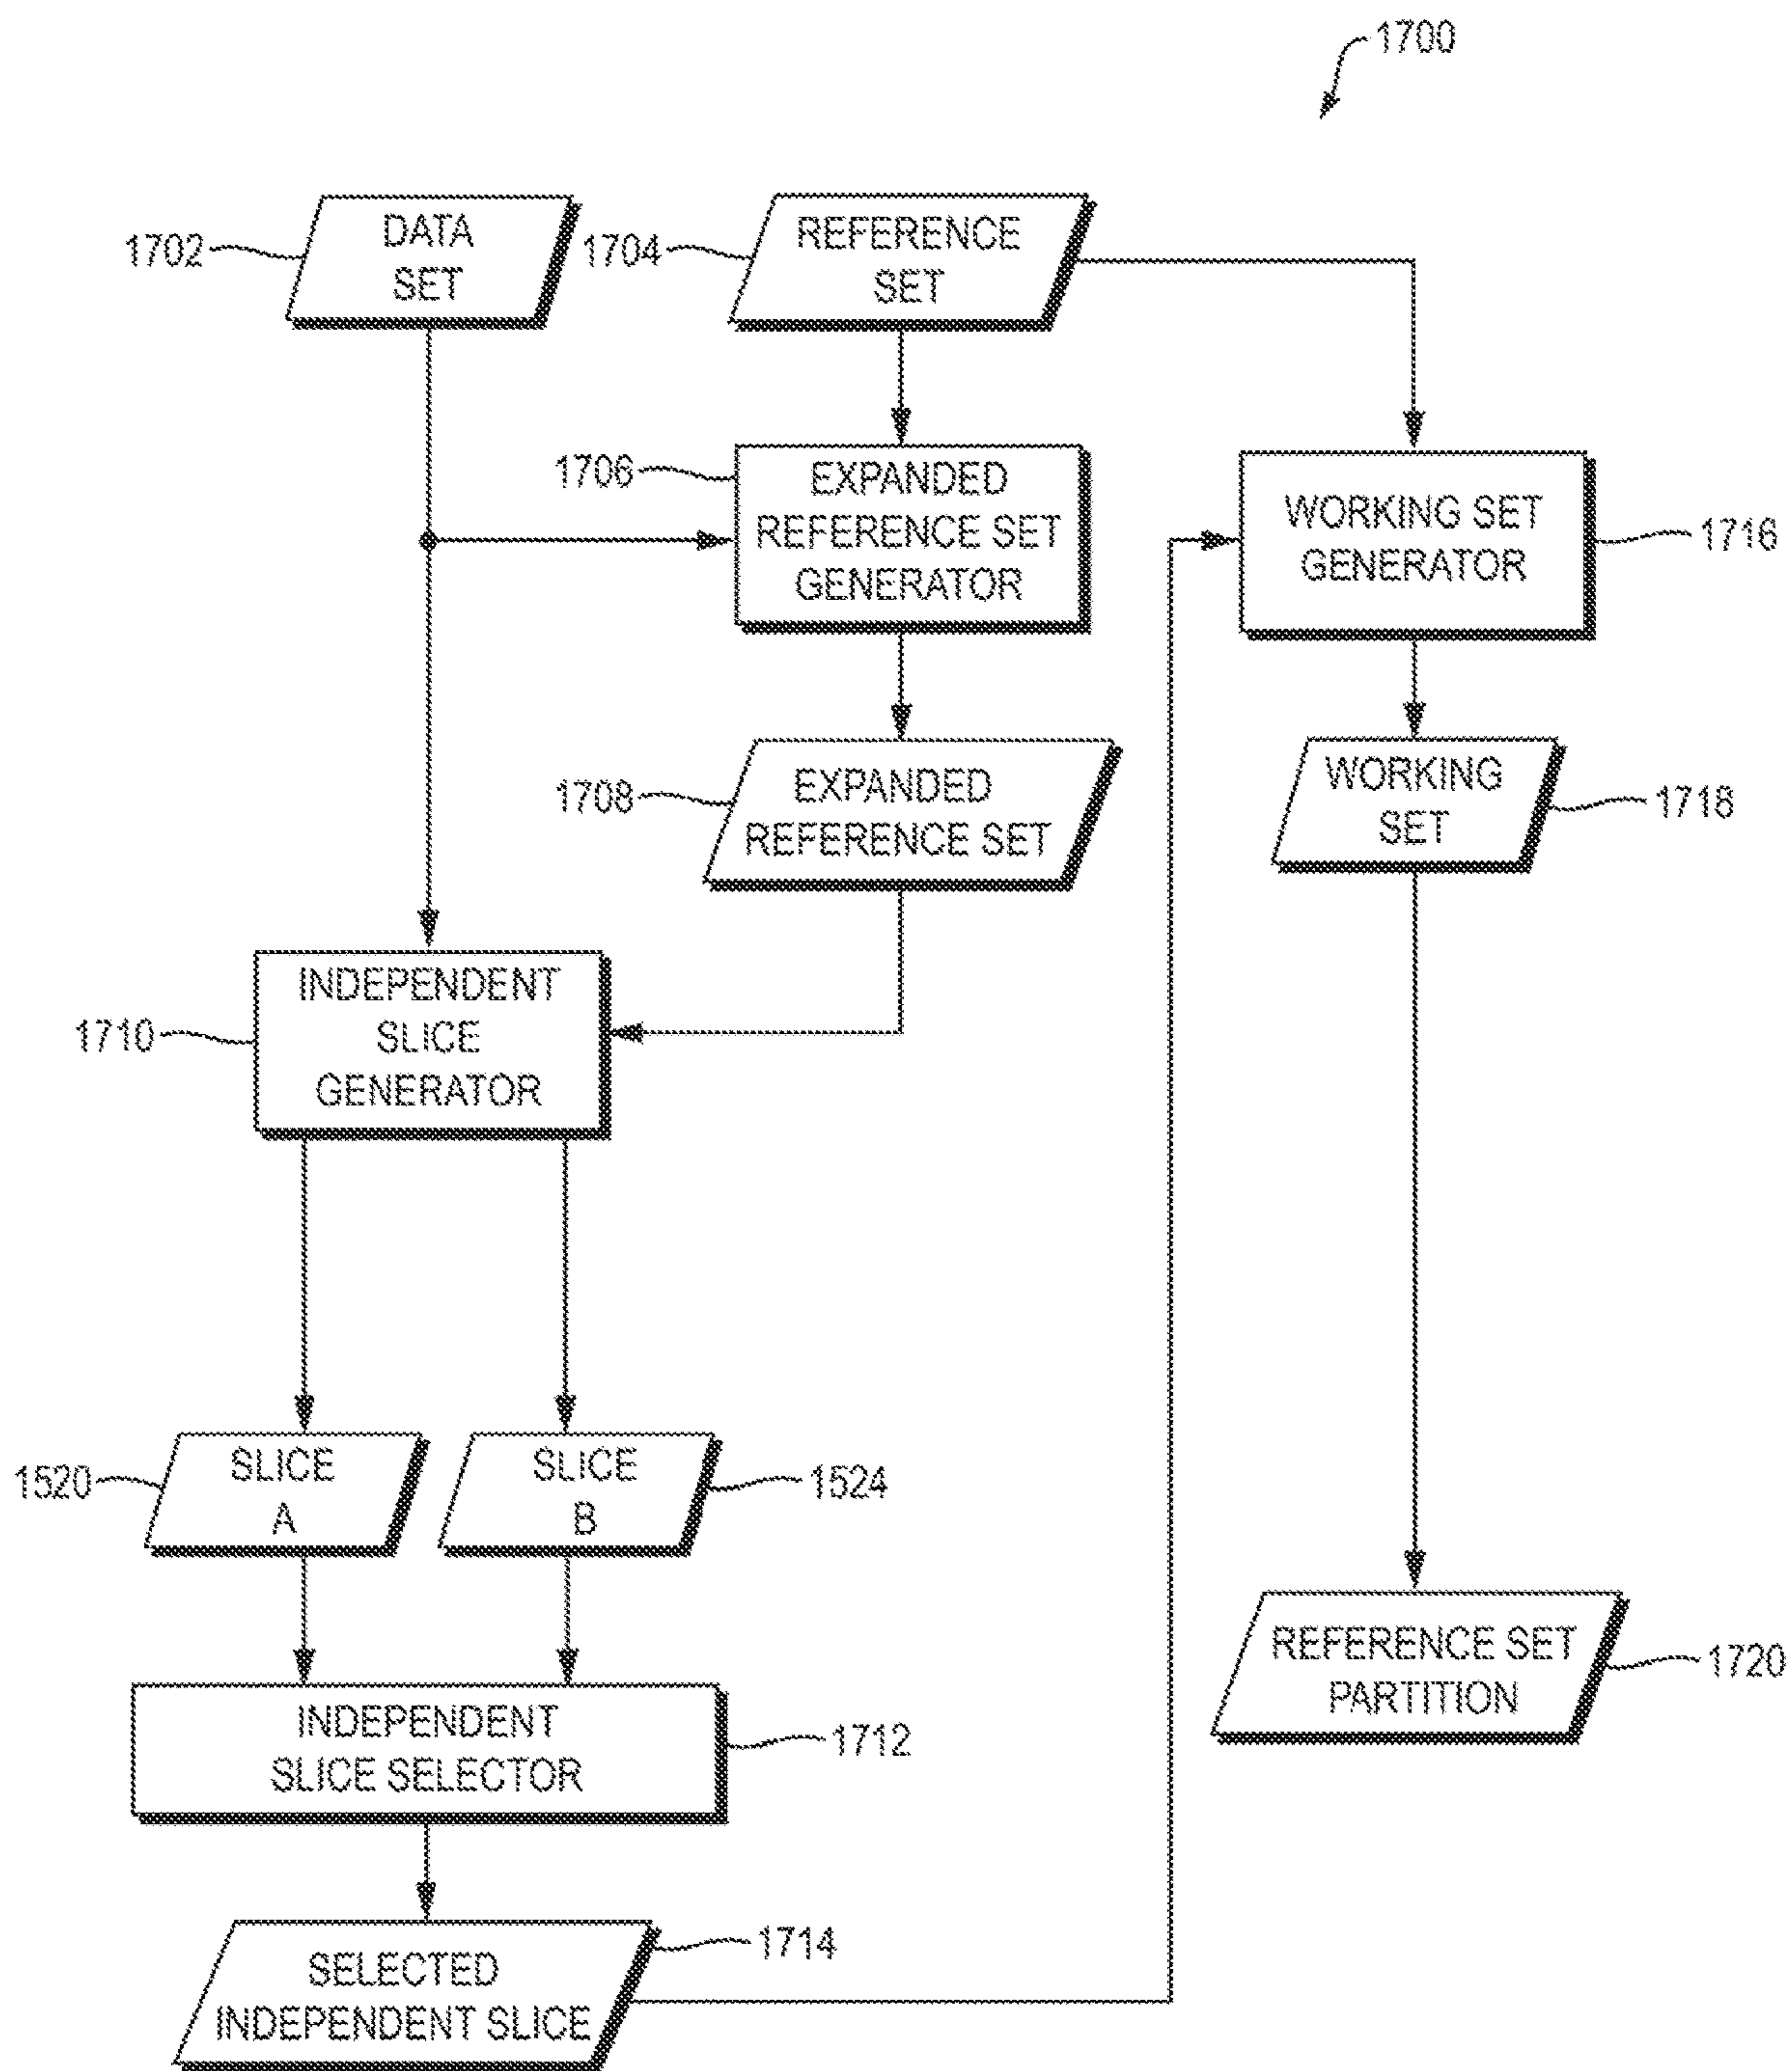 1700
1702
DATA
SET
1704
REFERENCE
SET
1706
EXPANDED
REFERENCE SET
GENERATOR
WORKING SET
GENERATOR
1716
1708
EXPANDED
REFERENCE SET
WORKING
SET
1718
1710
INDEPENDENT
SLICE
GENERATOR
1520
SLICE
A
SLICE
B
1524
INDEPENDENT
SLICE SELECTOR
1712
REFERENCE SET
PARTITION
1720
SELECTED
INDEPENDENT SLICE
1714